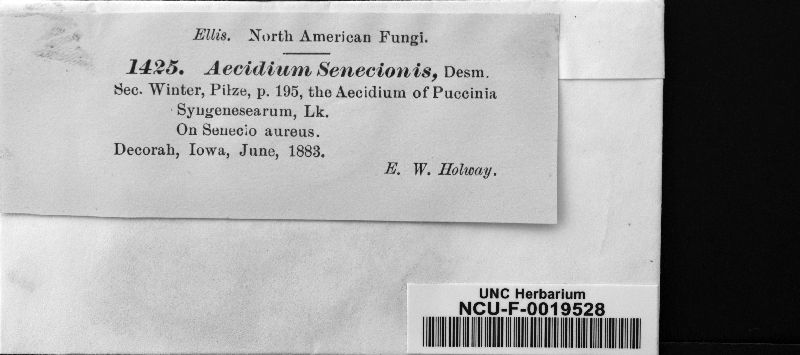 Ellis. North American Fungi.
1425. Aecidium Senecionis, Desm.
Sec. Winter, Pilze, p. 195, the Aecidium of Puccinia
Syngenesearum, Lk.
On Senecio aureus.
Decorah, Iowa, June, 1883.
E. W. Holway.
UNC Herbarium
NCU-F-0019528